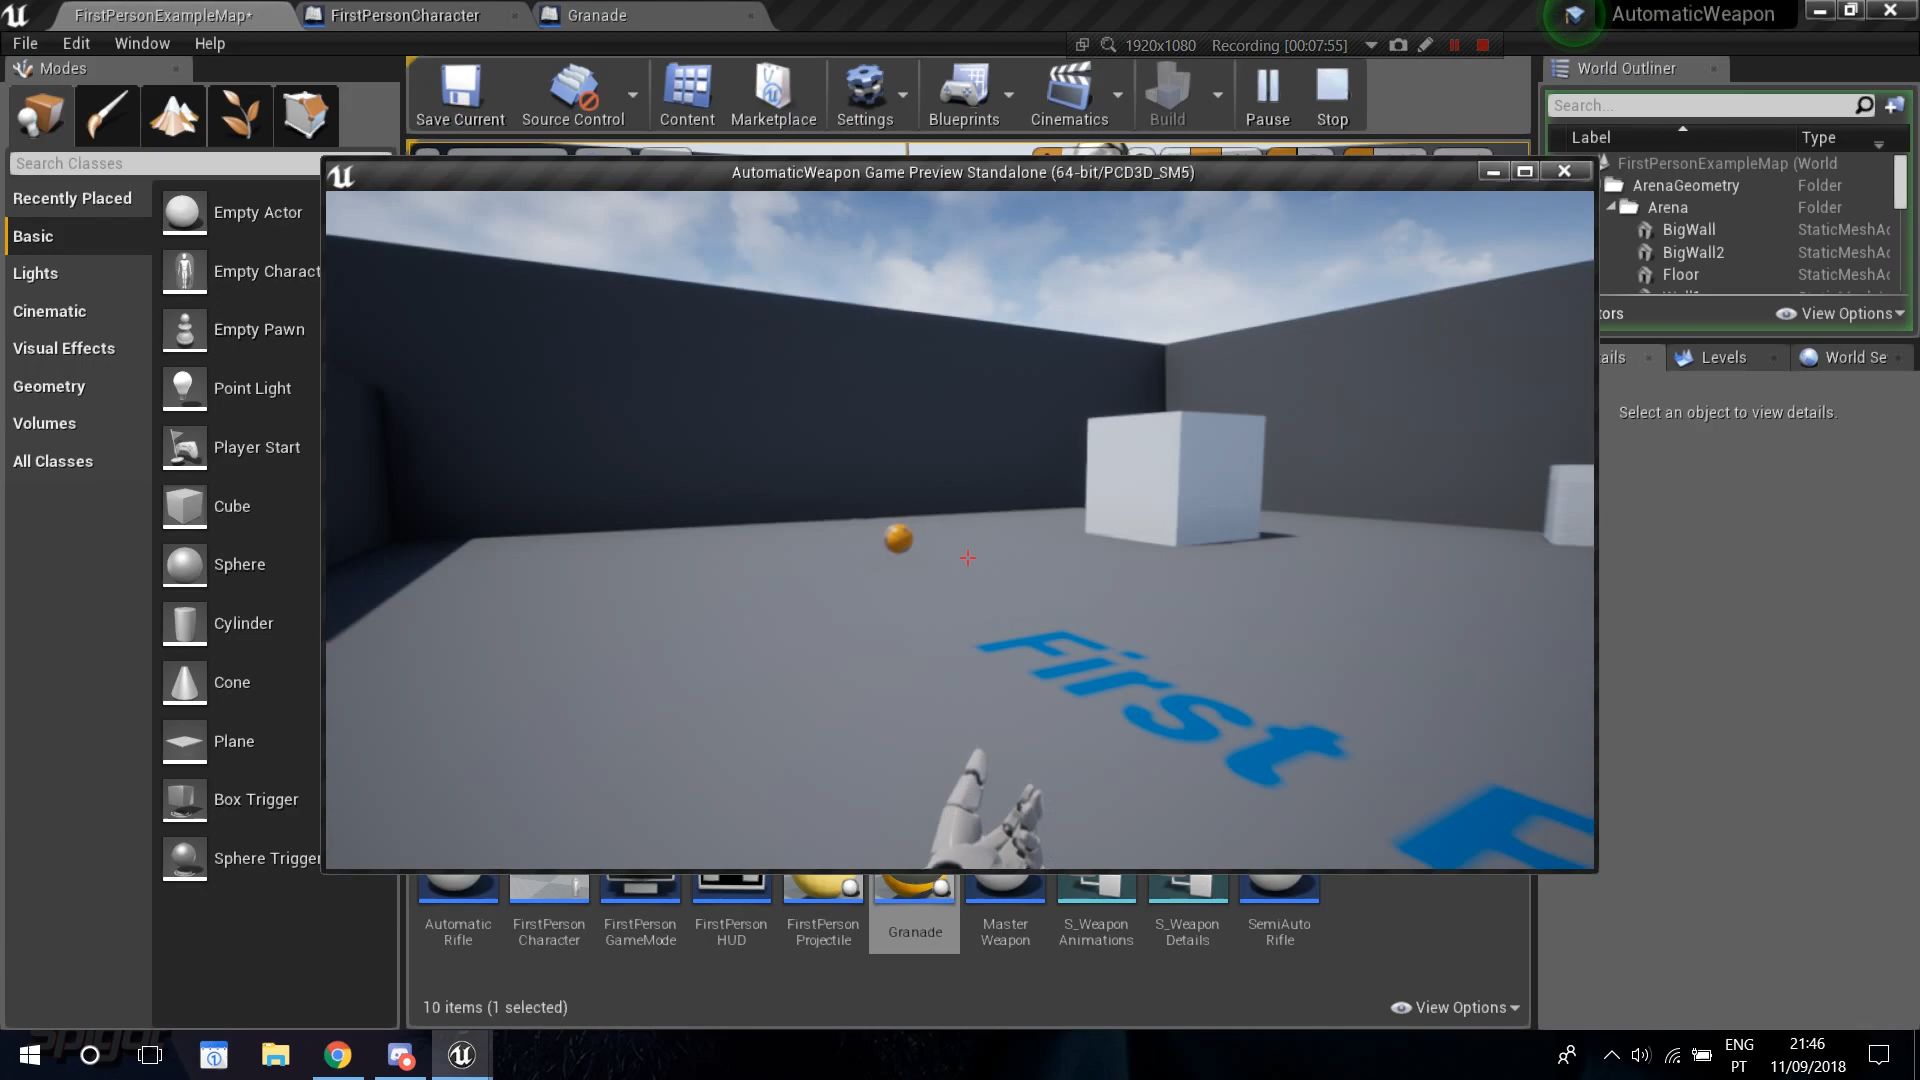 FirstPersonExampleMap*
FirstPersonCharacter
Granade
AutomaticWeapon
File Edit Window Help
1920x1080 Recording [00:07:55]
Modes
World Outliner
Save Current
Source Control
Content
Marketplace
Settings
Blueprints
Cinematics
Build
Pause
Stop
Search...
Label
Type
Search Classes
FirstPersonExampleMap (World
ArenaGeometry Folder
Arena Folder
BigWall StaticMeshAc
BigWall2 StaticMeshAc
Floor StaticMeshAc
tors
View Options
AutomaticWeapon Game Preview Standalone (64-bit/PCD3D_SM5)
ails
Levels
World Se
Select an object to view details.
Recently Placed
Basic
Lights
Cinematic
Visual Effects
Geometry
Volumes
All Classes
Empty Actor
Empty Charact
Empty Pawn
Point Light
Player Start
Cube
Sphere
Cylinder
Cone
Plane
Box Trigger
Sphere Trigger
First
Automatic
Rifle
FirstPerson
Character
FirstPerson
GameMode
FirstPerson
HUD
FirstPerson
Projectile
Granade
Master
Weapon
S_Weapon
Animations
S_Weapon
Details
SemiAuto
Rifle
10 items (1 selected)
View Options
ENG
PT
21:46
11/09/2018